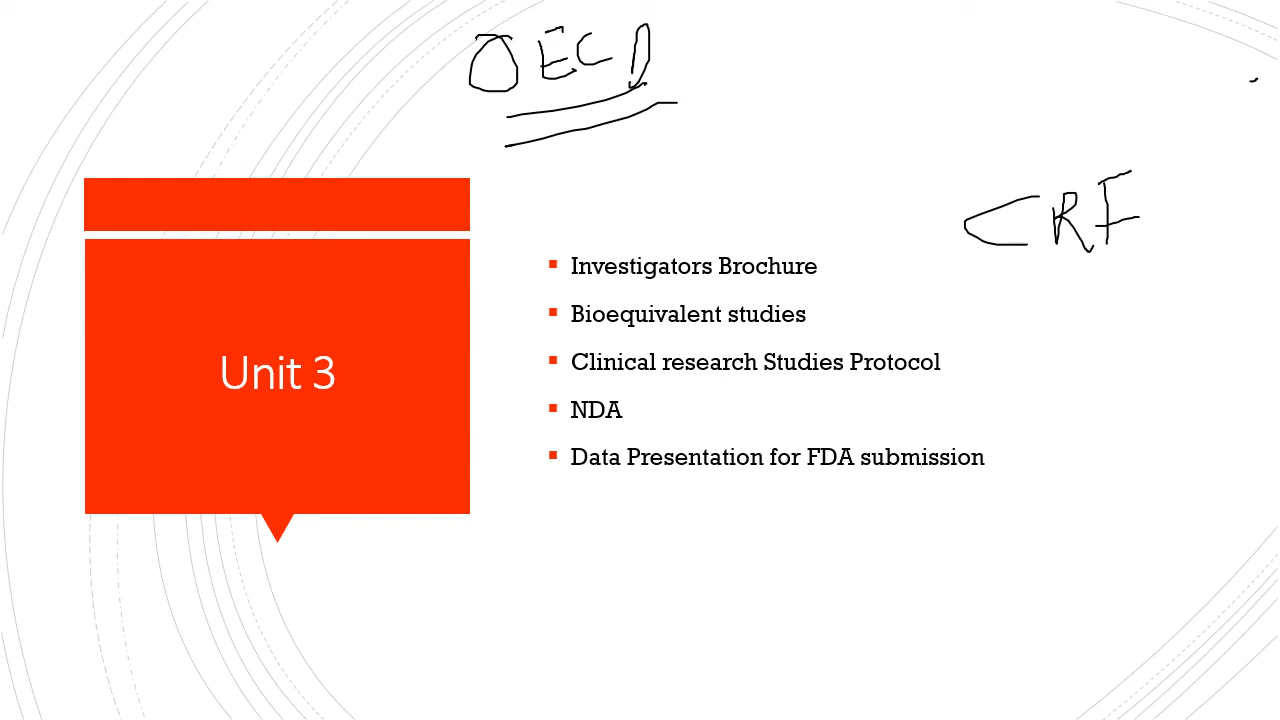 OECD
CRF
Unit 3
Investigators Brochure
Bioequivalent studies
Clinical research Studies Protocol
NDA
Data Presentation for FDA submission